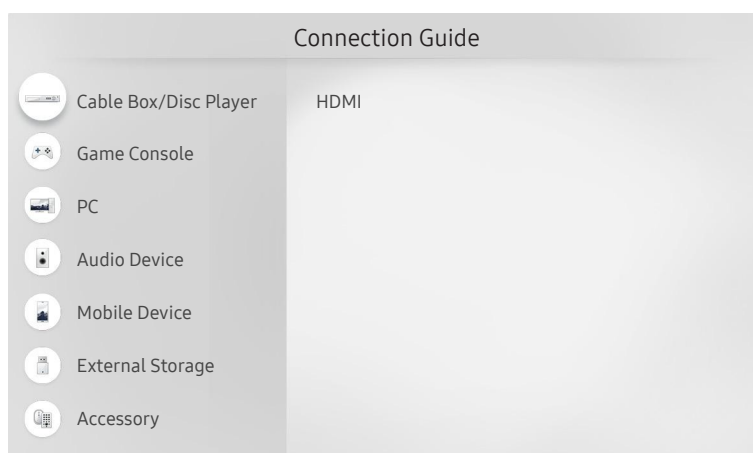 Connection Guide
Cable Box/Disc Player
HDMI
Game Console
PC
Audio Device
Mobile Device
External Storage
Accessory